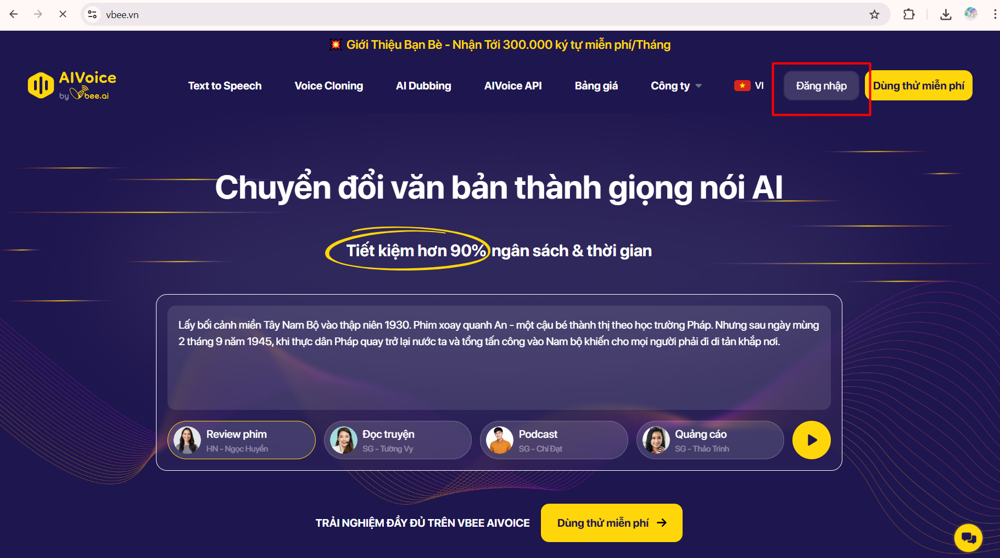 vbee.vn
💥 Giới Thiệu Bạn Bè - Nhận Tới 300.000 ký tự miễn phí/Tháng
AIVoice
by vbee.ai
Text to Speech
Voice Cloning
AI Dubbing
AIVoice API
Bảng giá
Công ty
VI
Đăng nhập
Dùng thử miễn phí
Chuyển đổi văn bản thành giọng nói AI
Tiết kiệm hơn 90% ngân sách & thời gian
Lấy bối cảnh miền Tây Nam Bộ vào thập niên 1930. Phim xoay quanh An - một cậu bé thành thị theo học trường Pháp. Nhưng sau ngày mùng
2 tháng 9 năm 1945, khi thực dân Pháp quay trở lại nước ta và tổng tấn công vào Nam bộ khiến cho mọi người phải đi di tản khắp nơi.
Review phim
HN - Ngọc Huyền
Đọc truyện
SG - Tường Vy
Podcast
SG - Chí Đạt
Quảng cáo
SG - Thảo Trinh
TRẢI NGHIỆM ĐẦY ĐỦ TRÊN VBEE AIVOICE
Dùng thử miễn phí →